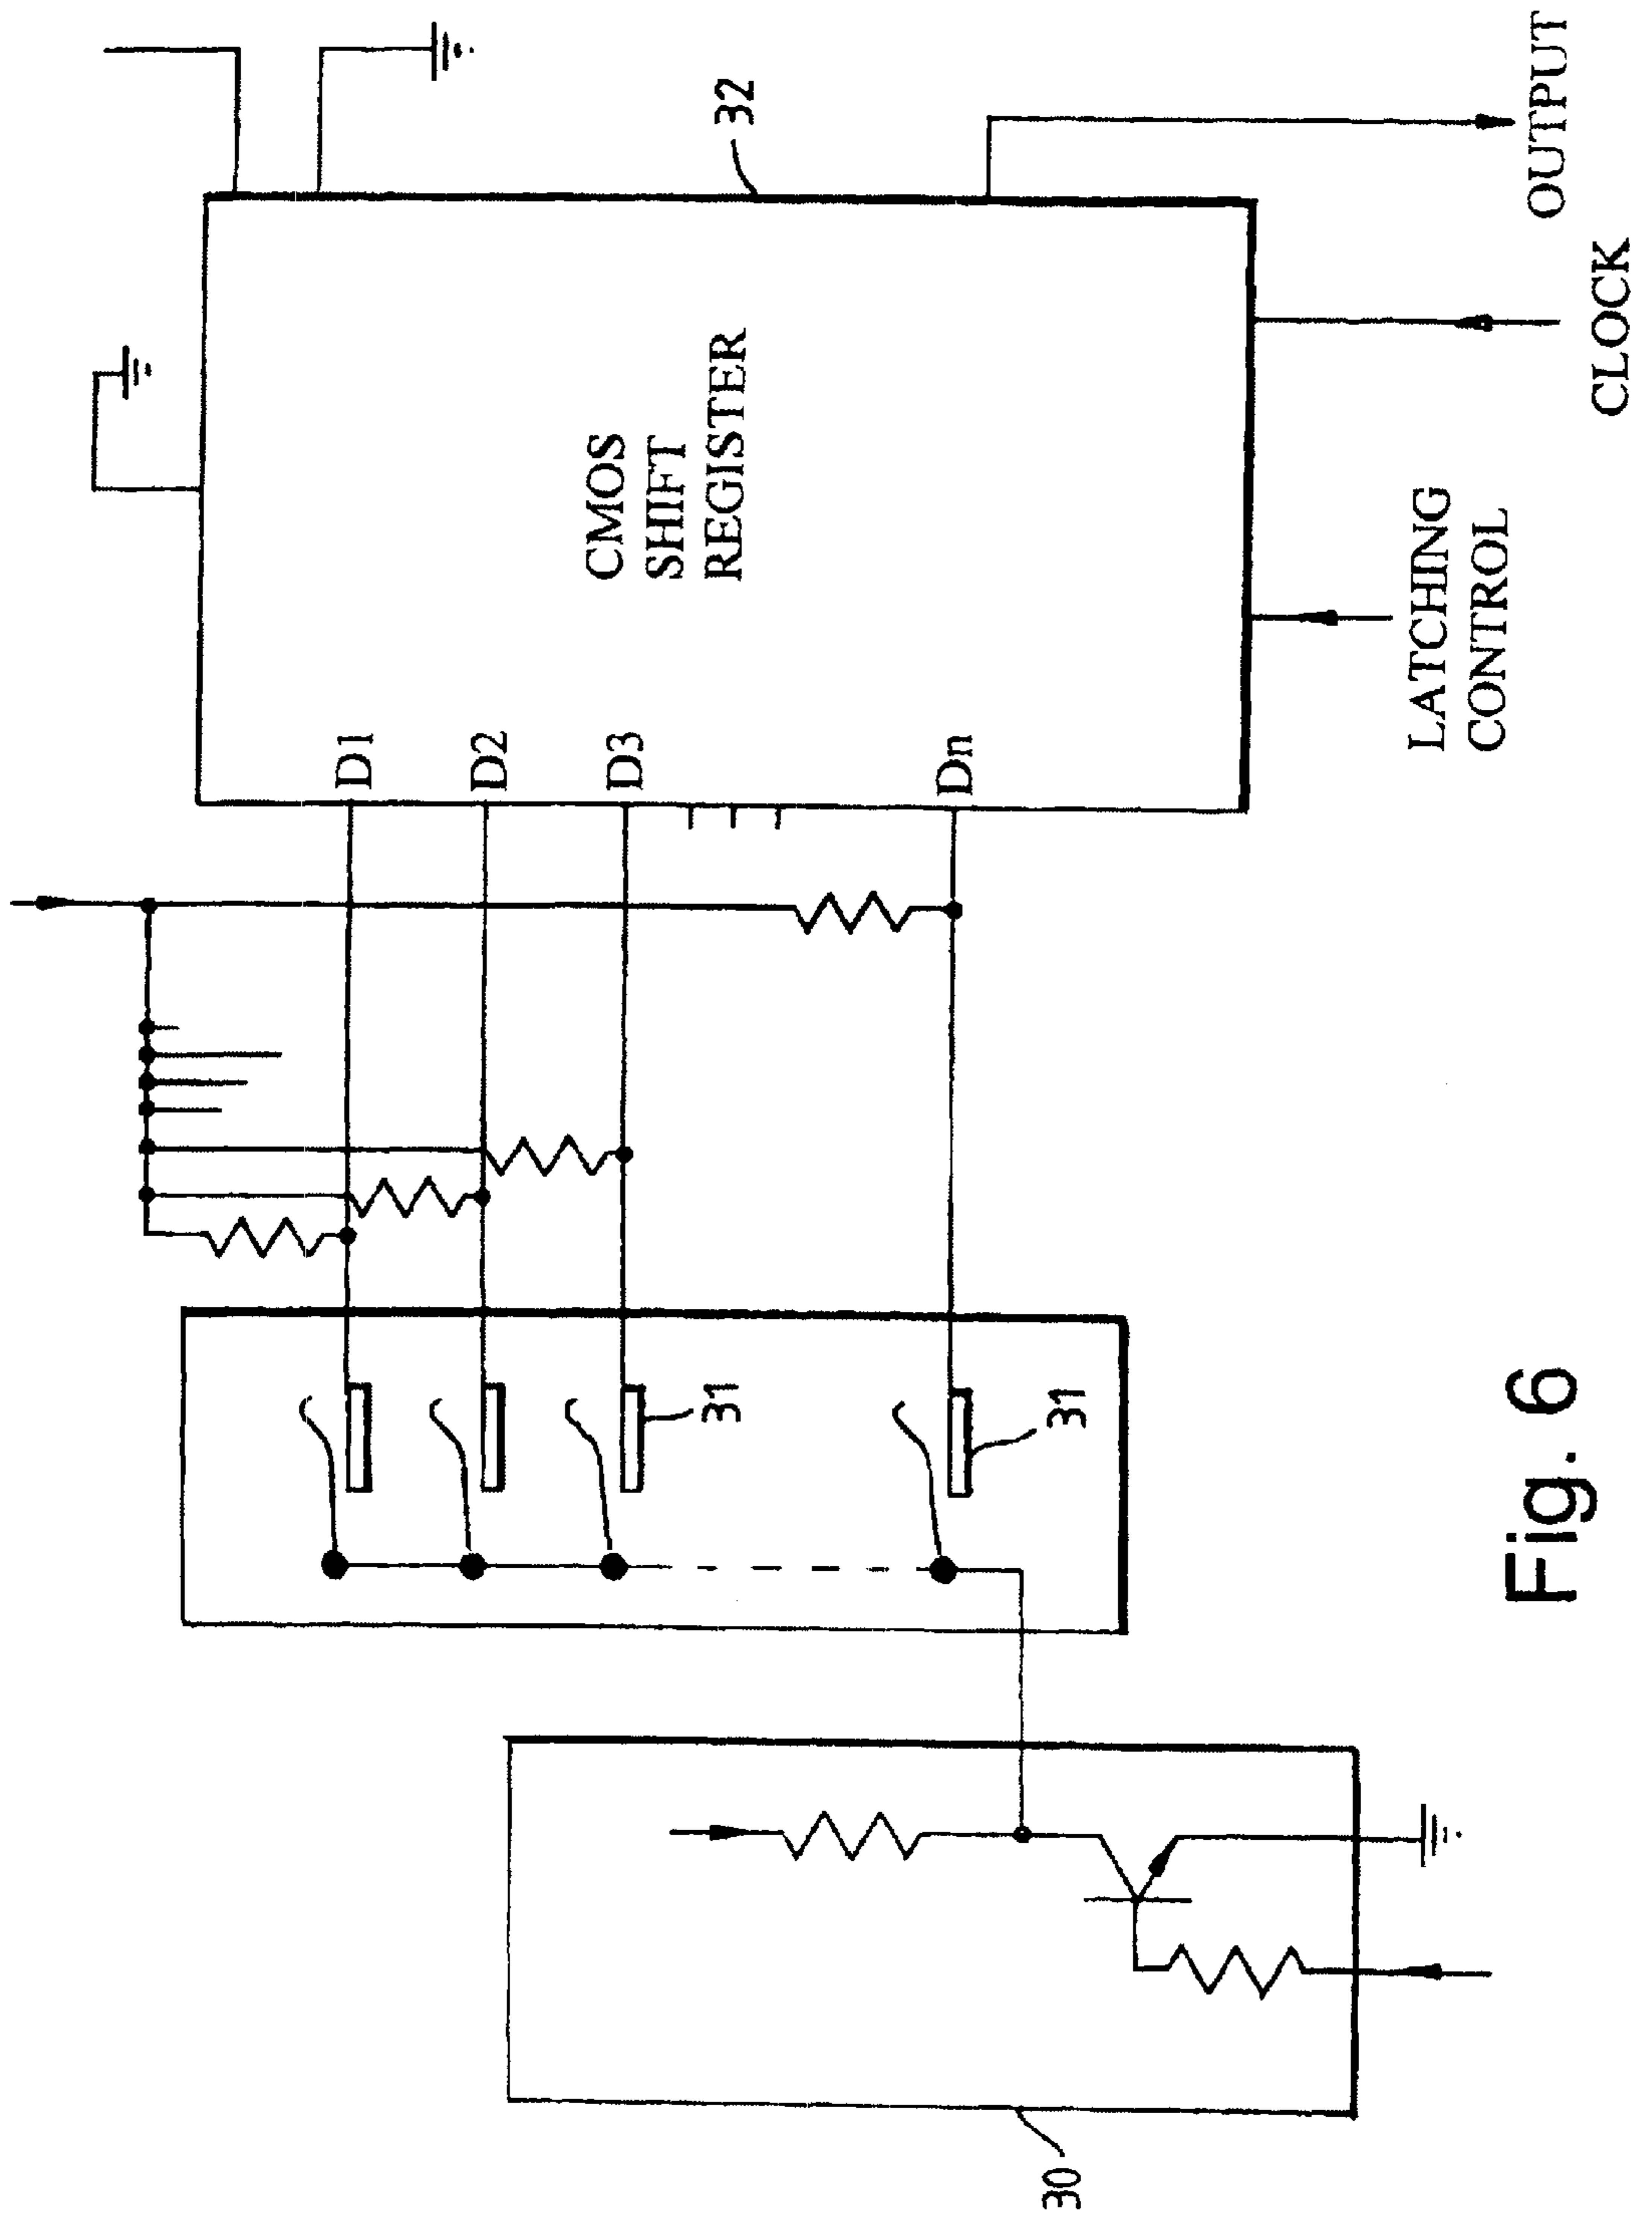 32
CMOS
SHIFT
REGISTER
D1
D2
D3
Dn
OUTPUT
CLOCK
LATCHING
CONTROL
31
31
30
Fig. 6